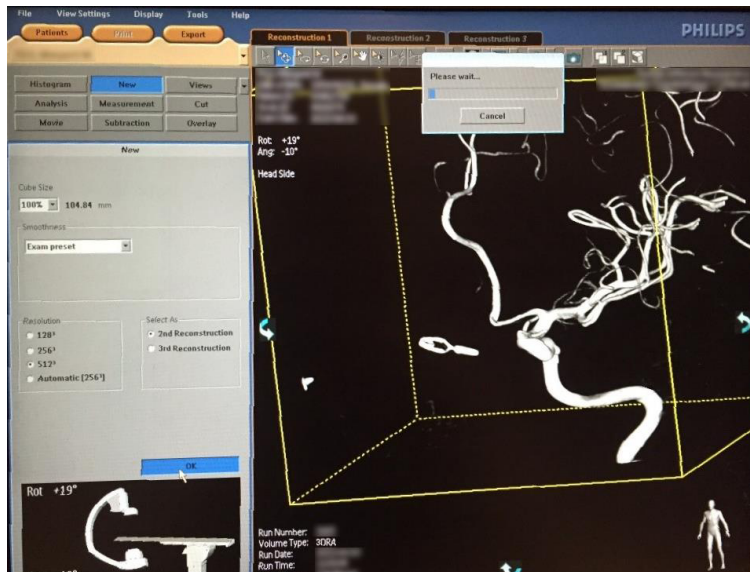 File View Settings Display Tools Help
Patients Print Export
PHILIPS
Reconstruction 1 Reconstruction 2 Reconstruction 3
Histogram New Views
Analysis Measurement Cut
Movie Subtraction Overlay
New
Cube Size
100% 104.84 mm
Smoothness
Exam preset
Resolution
128³
256³
512³
Automatic [256³]
Select As
2nd Reconstruction
3rd Reconstruction
OK
Rot +19°
Please wait...
Cancel
Rot: +19°
Ang: -10°
Head Side
Run Number:
Volume Type: 3DRA
Run Date:
Run Time: